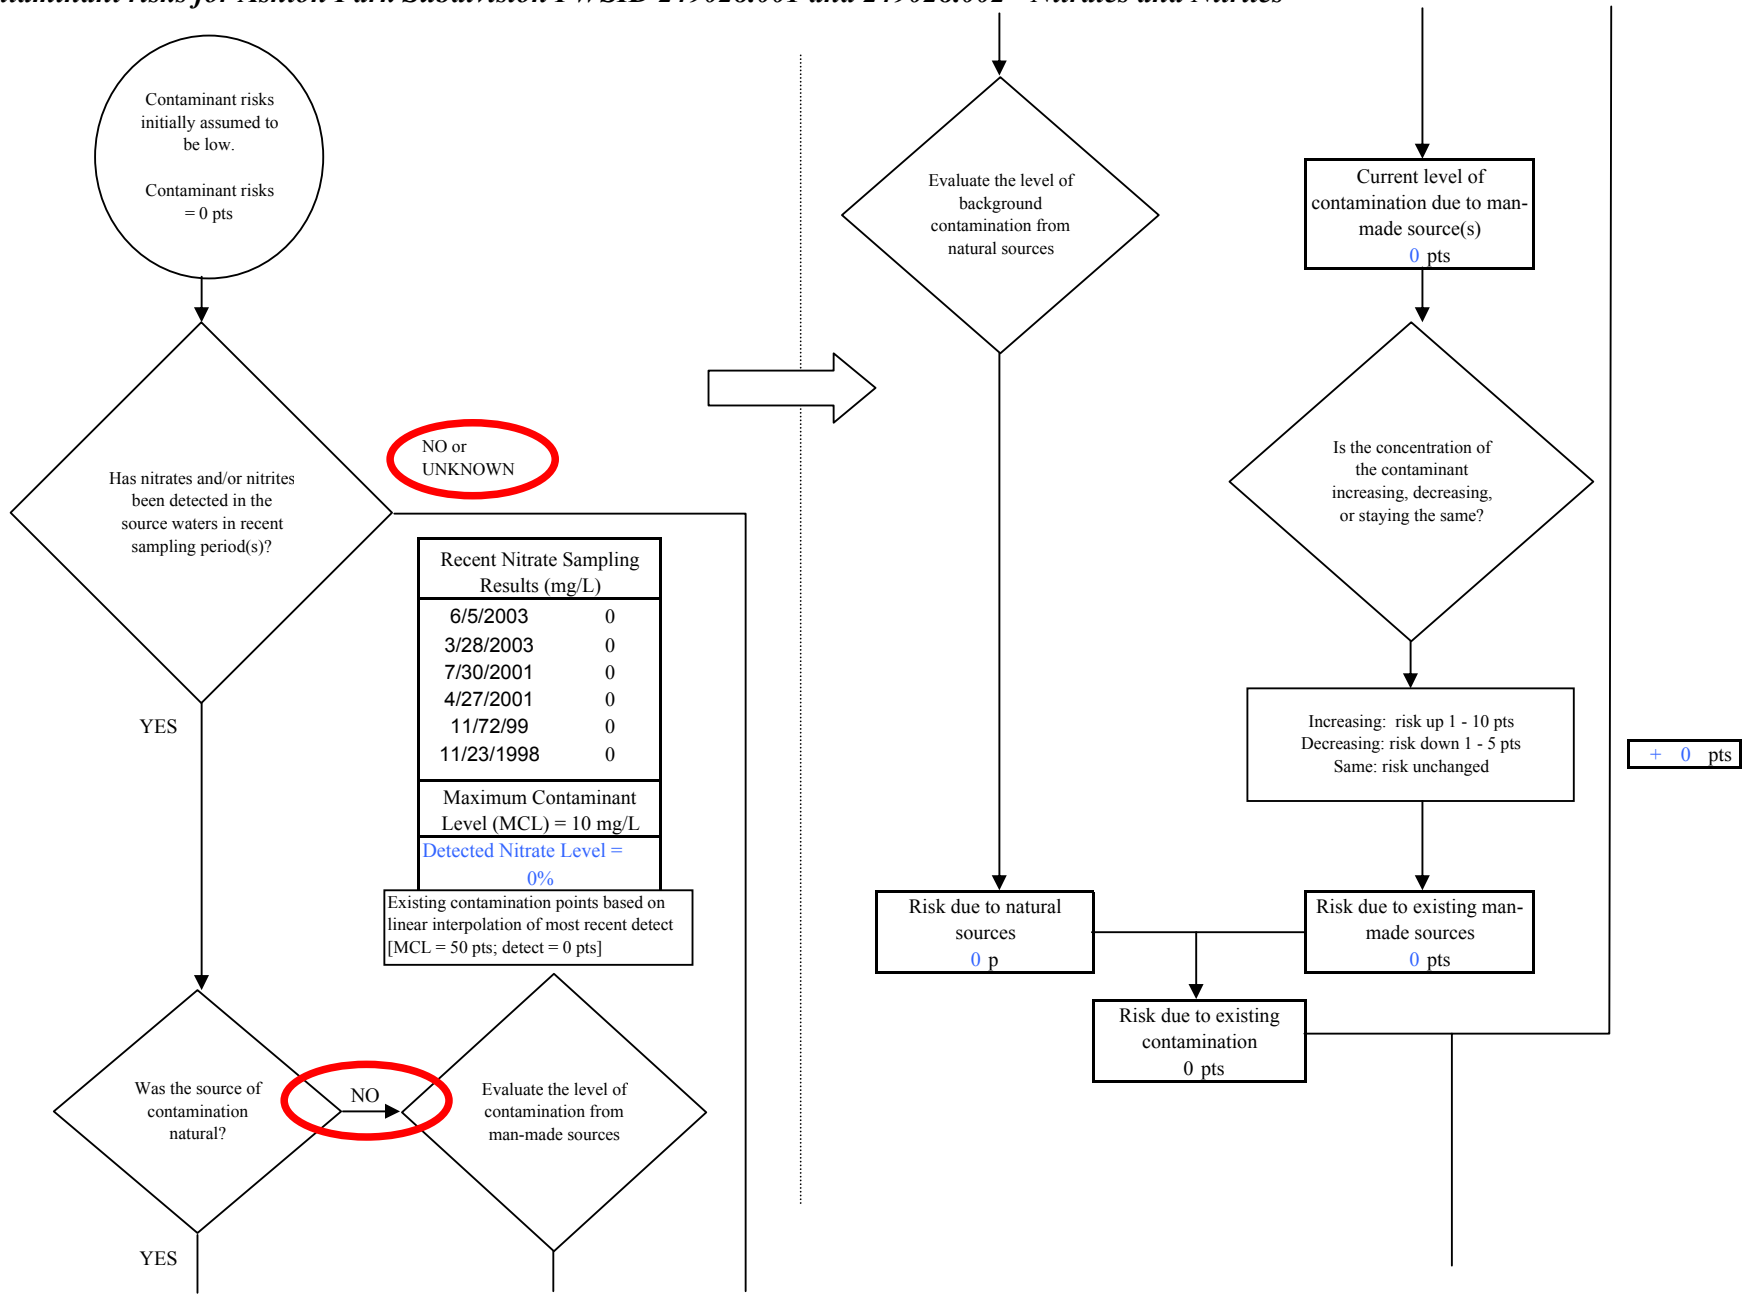 Contaminant risks
initially assumed to
be low.
Contaminant risks
= 0 pts
Has nitrates and/or nitrites
been detected in the
source waters in recent
sampling period(s)?
NO or
UNKNOWN
YES
Recent Nitrate Sampling
Results (mg/L)
6/5/2003 0
3/28/2003 0
7/30/2001 0
4/27/2001 0
11/72/99 0
11/23/1998 0
Maximum Contaminant
Level (MCL) = 10 mg/L
Detected Nitrate Level =
0%
Existing contamination points based on
linear interpolation of most recent detect
[MCL = 50 pts; detect = 0 pts]
Was the source of
contamination
natural?
NO
Evaluate the level of
contamination from
man-made sources
YES
Evaluate the level of
background
contamination from
natural sources
Current level of
contamination due to man-
made source(s)
0 pts
Is the concentration of
the contaminant
increasing, decreasing,
or staying the same?
Increasing: risk up 1 - 10 pts
Decreasing: risk down 1 - 5 pts
Same: risk unchanged
+ 0 pts
Risk due to natural
sources
0 p
Risk due to existing man-
made sources
0 pts
Risk due to existing
contamination
0 pts